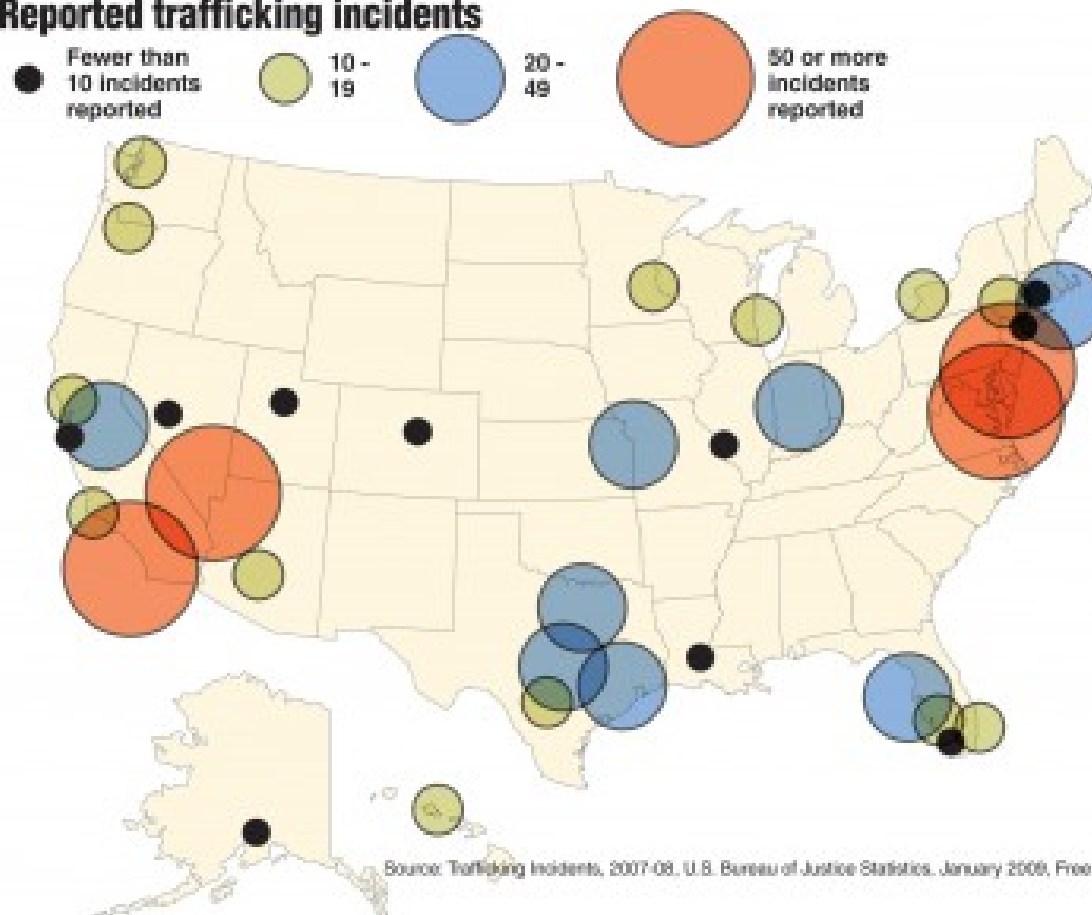 Reported trafficking incidents
Fewer than
10 incidents
reported
10 -
19
20 -
49
50 or more
incidents
reported
Source: Trafficking Incidents, 2007-08, U.S. Bureau of Justice Statistics, January 2009, Free